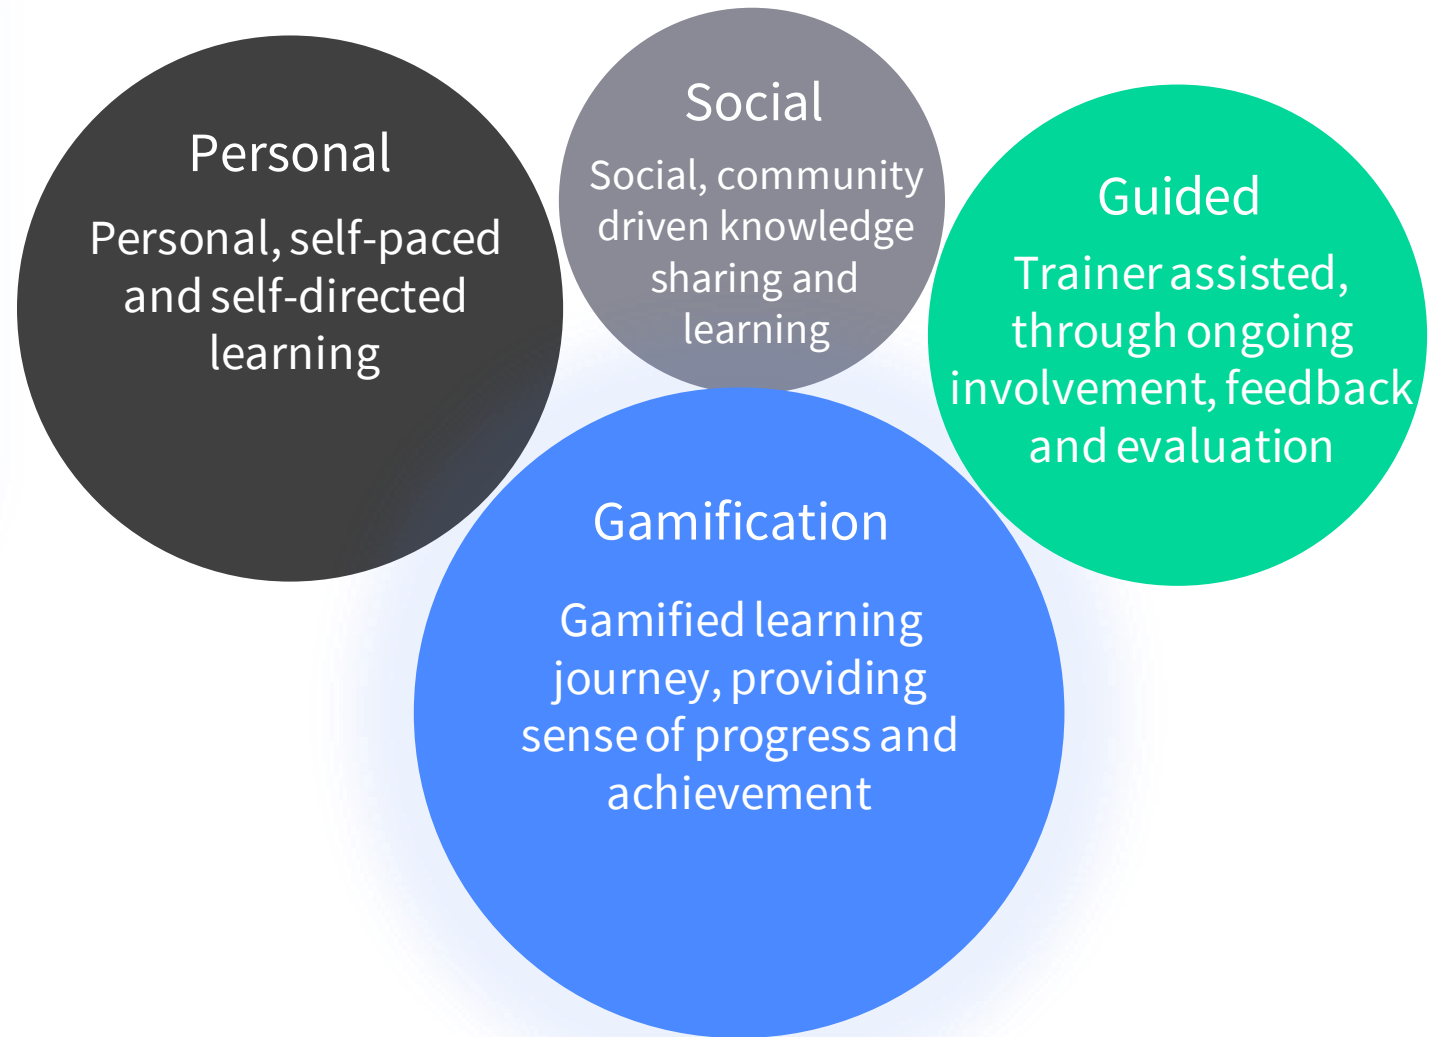 Personal
Personal, self-paced
and self-directed
learning
Social
Social, community
driven knowledge
sharing and
learning
Guided
Trainer assisted,
through ongoing
involvement, feedback
and evaluation
Gamification
Gamified learning
journey, providing
sense of progress and
achievement